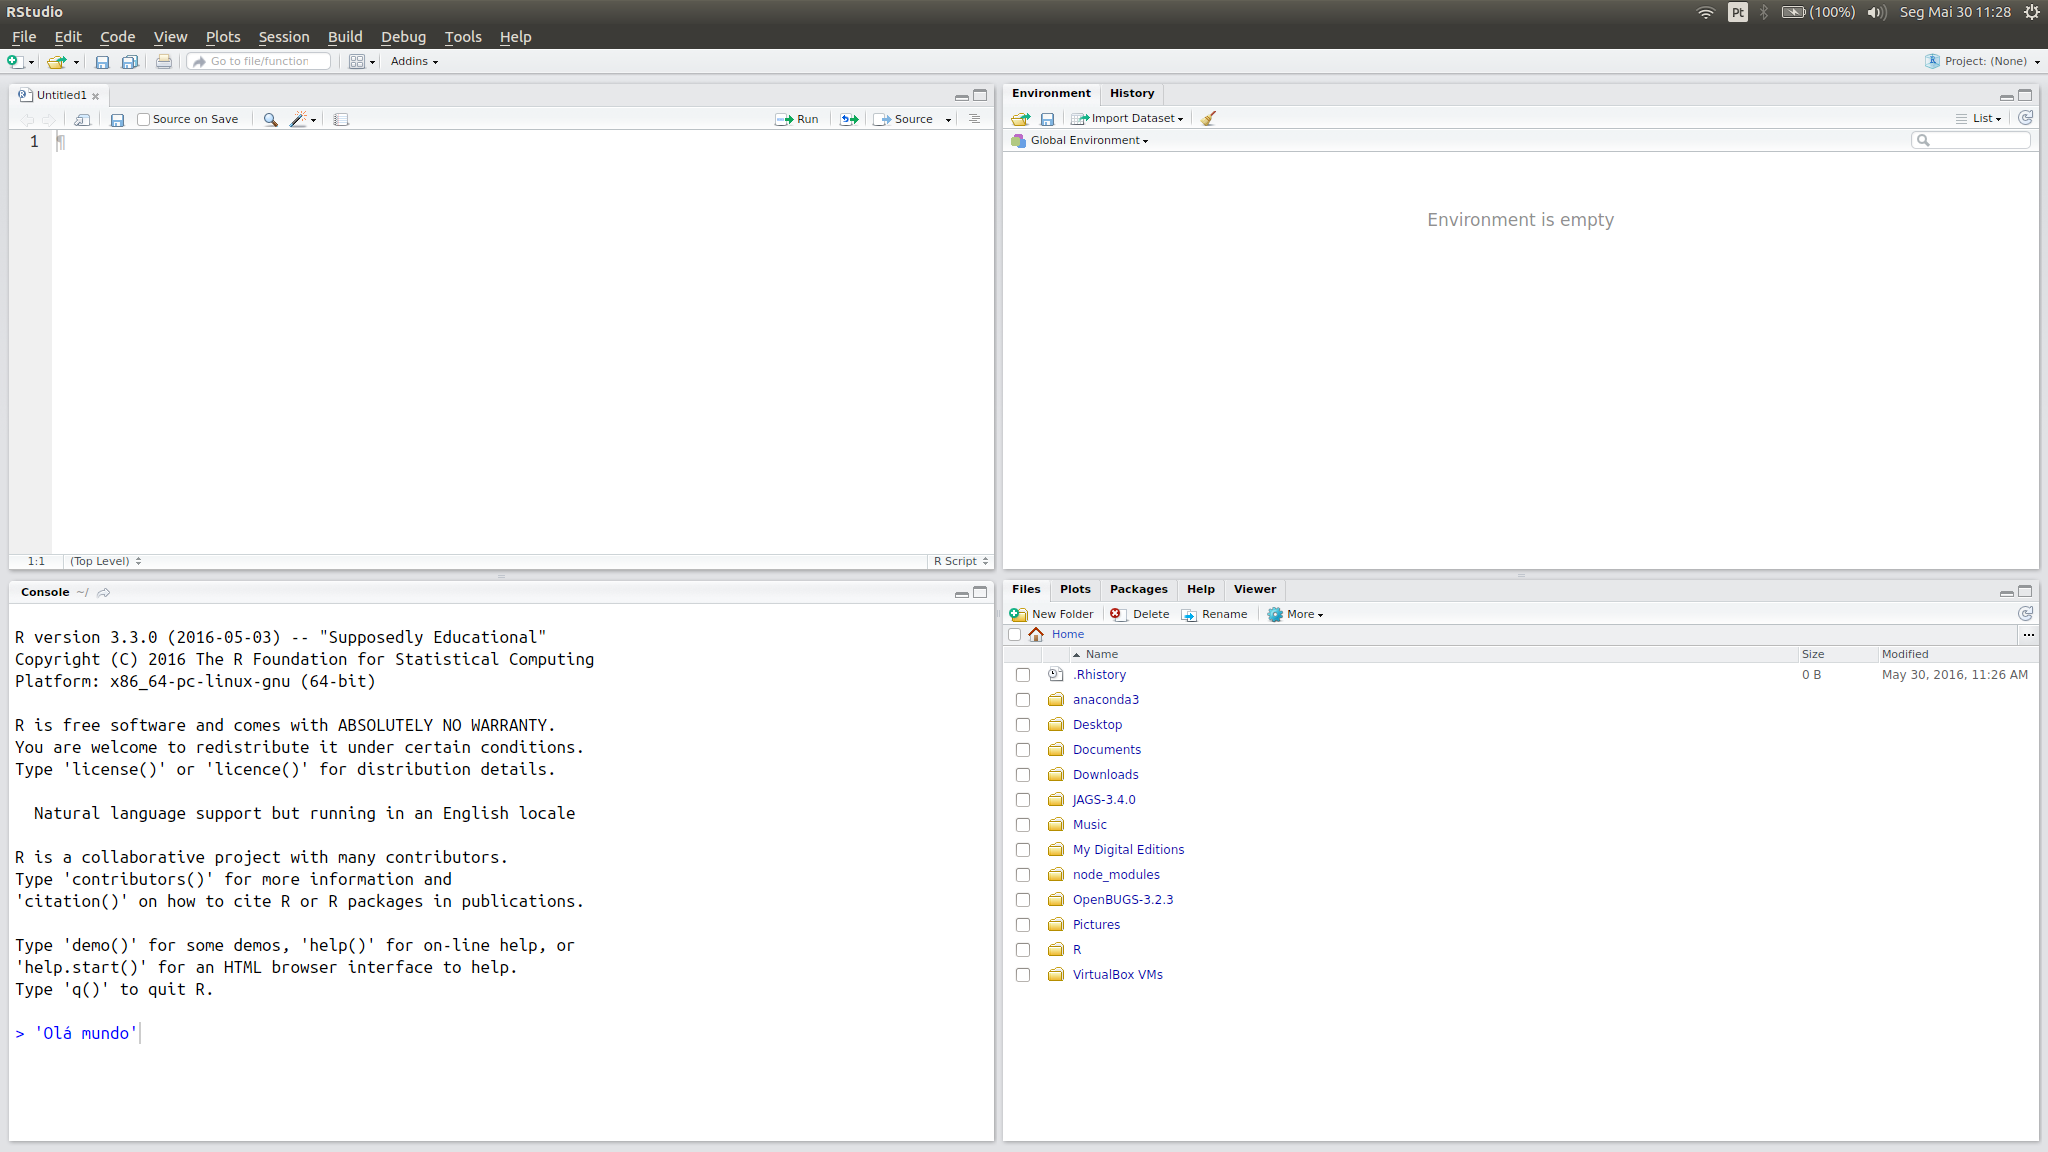 RStudio
Pt (100%) Seg Mai 30 11:28
File Edit Code View Plots Session Build Debug Tools Help
Go to file/function Addins Project: (None)
Untitled1
Source on Save Run Source
1 ¶
1:1 (Top Level) R Script
Environment History
Import Dataset List
Global Environment
Environment is empty
Console ~/
R version 3.3.0 (2016-05-03) -- "Supposedly Educational"
Copyright (C) 2016 The R Foundation for Statistical Computing
Platform: x86_64-pc-linux-gnu (64-bit)
R is free software and comes with ABSOLUTELY NO WARRANTY.
You are welcome to redistribute it under certain conditions.
Type 'license()' or 'licence()' for distribution details.
Natural language support but running in an English locale
R is a collaborative project with many contributors.
Type 'contributors()' for more information and
'citation()' on how to cite R or R packages in publications.
Type 'demo()' for some demos, 'help()' for on-line help, or
'help.start()' for an HTML browser interface to help.
Type 'q()' to quit R.
> 'Olá mundo'
Files Plots Packages Help Viewer
New Folder Delete Rename More
Home ...
Name Size Modified
.Rhistory 0 B May 30, 2016, 11:26 AM
anaconda3
Desktop
Documents
Downloads
JAGS-3.4.0
Music
My Digital Editions
node_modules
OpenBUGS-3.2.3
Pictures
R
VirtualBox VMs